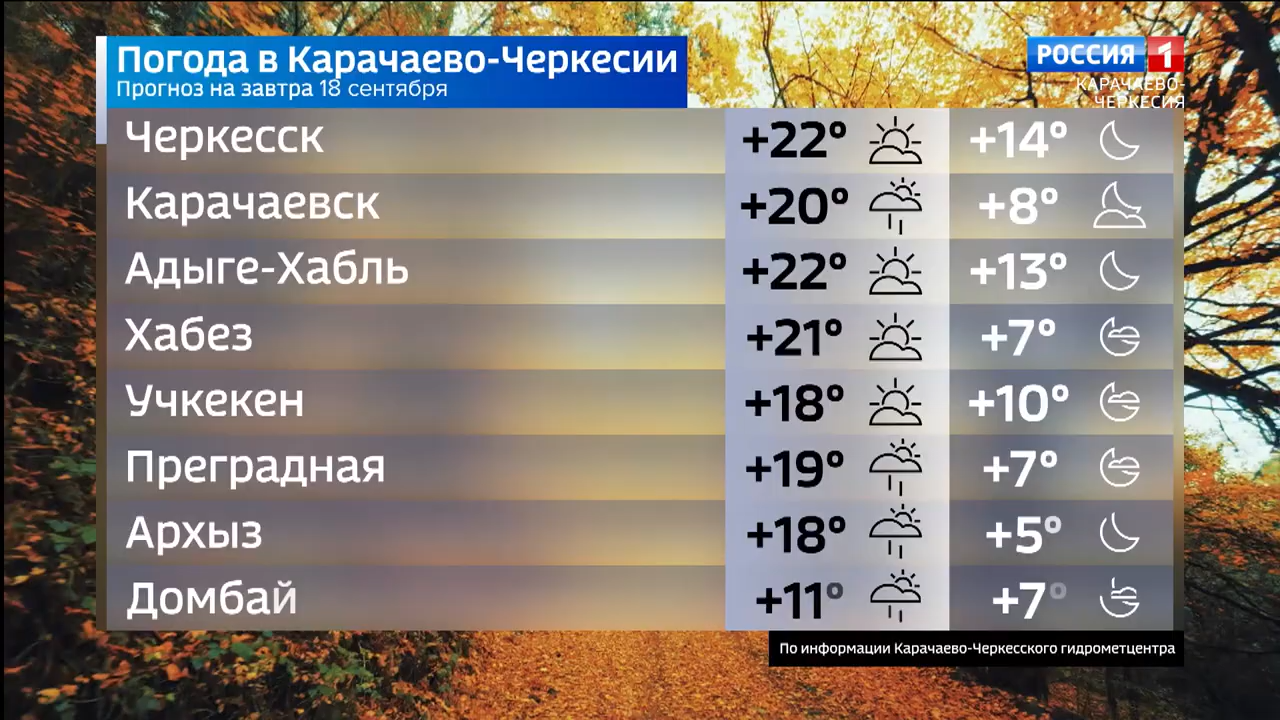 Погода в Карачаево-Черкесии
Прогноз на завтра 18 сентября
РОССИЯ 1
КАРАЧАЕВО-
ЧЕРКЕСИЯ
Черкесск +22° +14°
Карачаевск +20° +8°
Адыге-Хабль +22° +13°
Хабез +21° +7°
Учкекен +18° +10°
Преградная +19° +7°
Архыз +18° +5°
Домбай +11° +7°
По информации Карачаево-Черкесского гидрометцентра